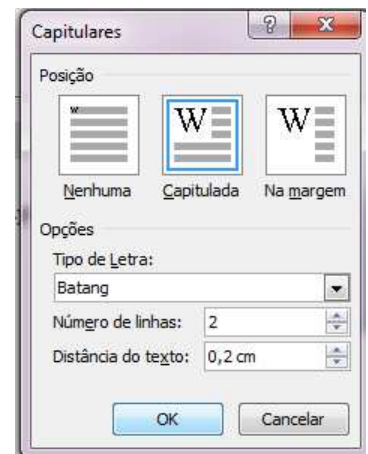 Capitulares
Posição
W W W
Nenhuma Capitulada Na margem
Opções
Tipo de Letra:
Batang
Número de linhas: 2
Distância do texto: 0,2 cm
OK Cancelar